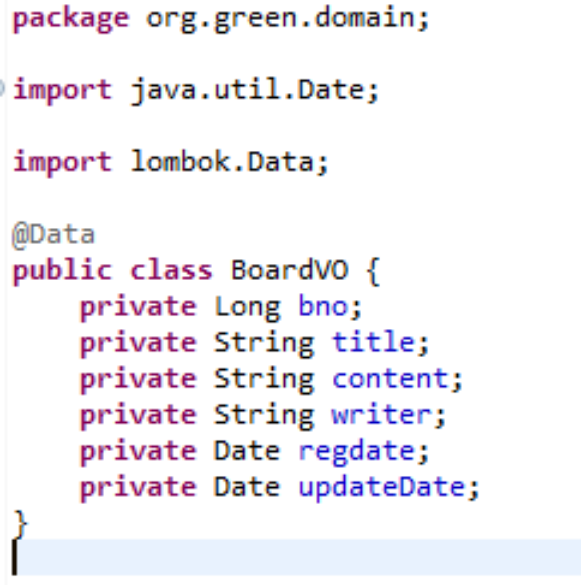 package org.green.domain;
import java.util.Date;
import lombok.Data;
@Data
public class BoardVO {
    private Long bno;
    private String title;
    private String content;
    private String writer;
    private Date regdate;
    private Date updateDate;
}